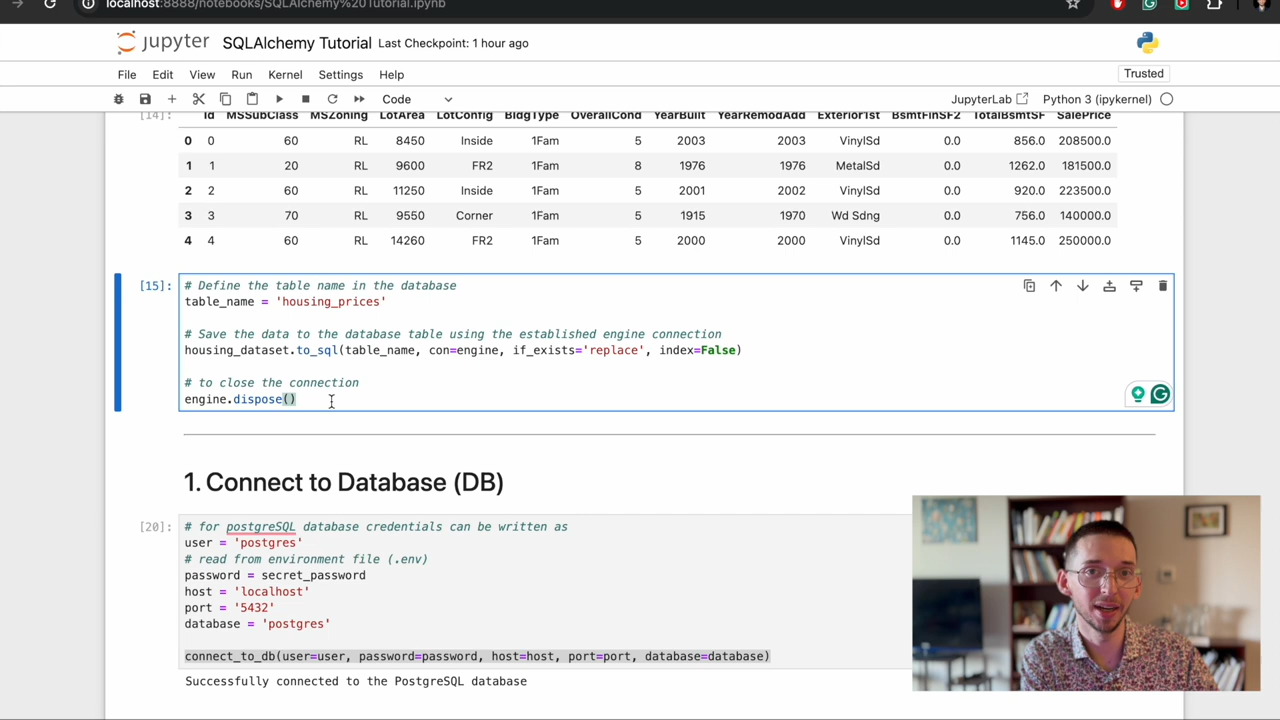 localhost:8888/notebooks/SQLAlchemy%20Tutorial.ipynb
jupyter SQLAlchemy Tutorial Last Checkpoint: 1 hour ago
File Edit View Run Kernel Settings Help Trusted
Code JupyterLab Python 3 (ipykernel)
[14]: Id MSSubClass MSZoning LotArea LotConfig BldgType OverallCond YearBuilt YearRemodAdd Exterior1st BsmtFinSF2 TotalBsmtSF SalePrice
0 0 60 RL 8450 Inside 1Fam 5 2003 2003 VinylSd 0.0 856.0 208500.0
1 1 20 RL 9600 FR2 1Fam 8 1976 1976 MetalSd 0.0 1262.0 181500.0
2 2 60 RL 11250 Inside 1Fam 5 2001 2002 VinylSd 0.0 920.0 223500.0
3 3 70 RL 9550 Corner 1Fam 5 1915 1970 Wd Sdng 0.0 756.0 140000.0
4 4 60 RL 14260 FR2 1Fam 5 2000 2000 VinylSd 0.0 1145.0 250000.0
[15]: # Define the table name in the database
table_name = 'housing_prices'
# Save the data to the database table using the established engine connection
housing_dataset.to_sql(table_name, con=engine, if_exists='replace', index=False)
# to close the connection
engine.dispose()
1. Connect to Database (DB)
[20]: # for postgreSQL database credentials can be written as
user = 'postgres'
# read from environment file (.env)
password = secret_password
host = 'localhost'
port = '5432'
database = 'postgres'
connect_to_db(user=user, password=password, host=host, port=port, database=database)
Successfully connected to the PostgreSQL database